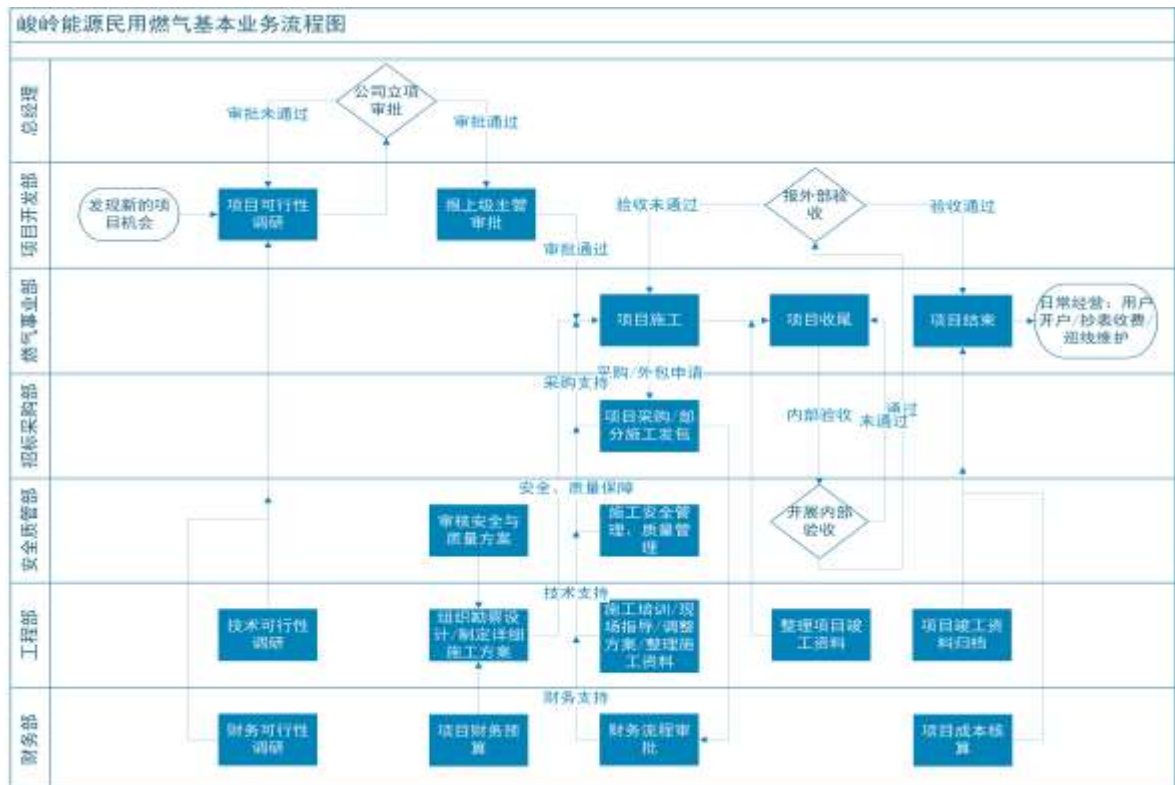 峻岭能源民用燃气基本业务流程图
总经理
公司立项
审批
审批未通过
审批通过
项目开发部
发现新的项
目机会
项目可行性
调研
报上级主管
审批
审批通过
验收未通过
报外部验
收
验收通过
燃气事业部
项目施工
项目收尾
项目结束
日常经营：用户
开户/抄表收费/
巡线维护
招标采购部
采购/外包申请
采购支持
项目采购/部
分施工发包
内部验收
通过
未通过
安全质管部
安全、质量保障
审核安全与
质量方案
施工安全管
理、质量管
理
开展内部
验收
工程部
技术支持
技术可行性
调研
组织勘察设
计/制定详细
施工方案
施工培训/现
场指导/调整
方案/整理施
工资料
整理项目竣
工资料
项目竣工资
料归档
财务部
财务支持
财务可行性
调研
项目财务预
算
财务流程审
批
项目成本核
算